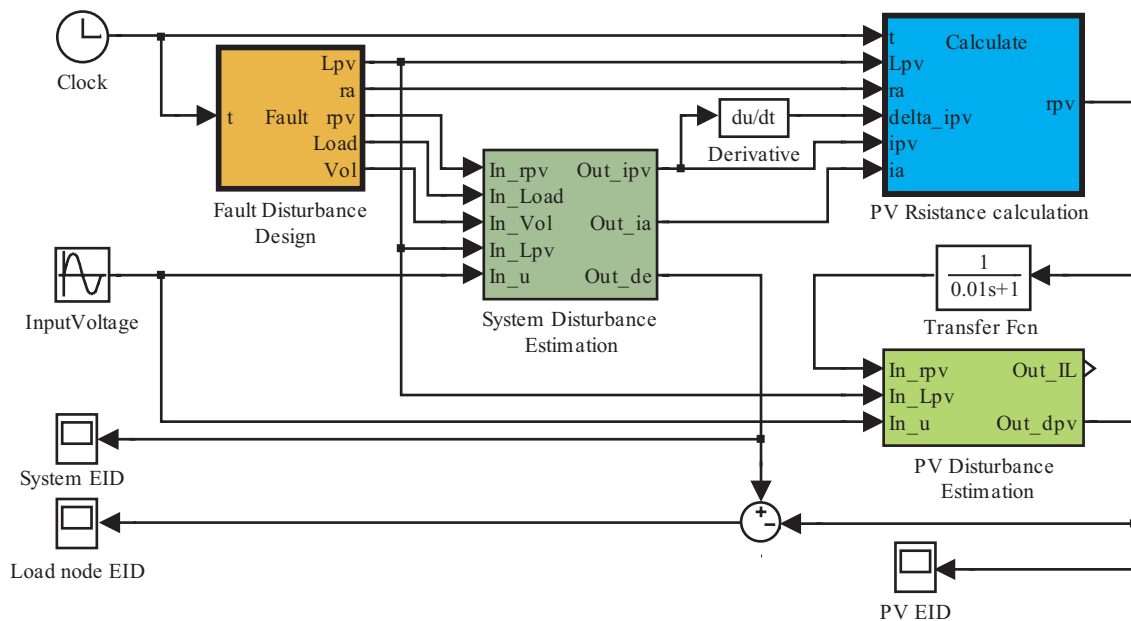 Clock
t
Fault
Lpv
ra
rpv
Load
Vol
Fault Disturbance
Design
InputVoltage
In_rpv
In_Load
In_Vol
In_Lpv
In_u
Out_ipv
Out_ia
Out_de
System Disturbance
Estimation
du/dt
Derivative
t
Lpv
ra
delta_ipv
ipv
ia
Calculate
rpv
PV Rsistance calculation
1
0.01s+1
Transfer Fcn
In_rpv
In_Lpv
In_u
Out_IL
Out_dpv
PV Disturbance
Estimation
System EID
Load node EID
+
−
PV EID